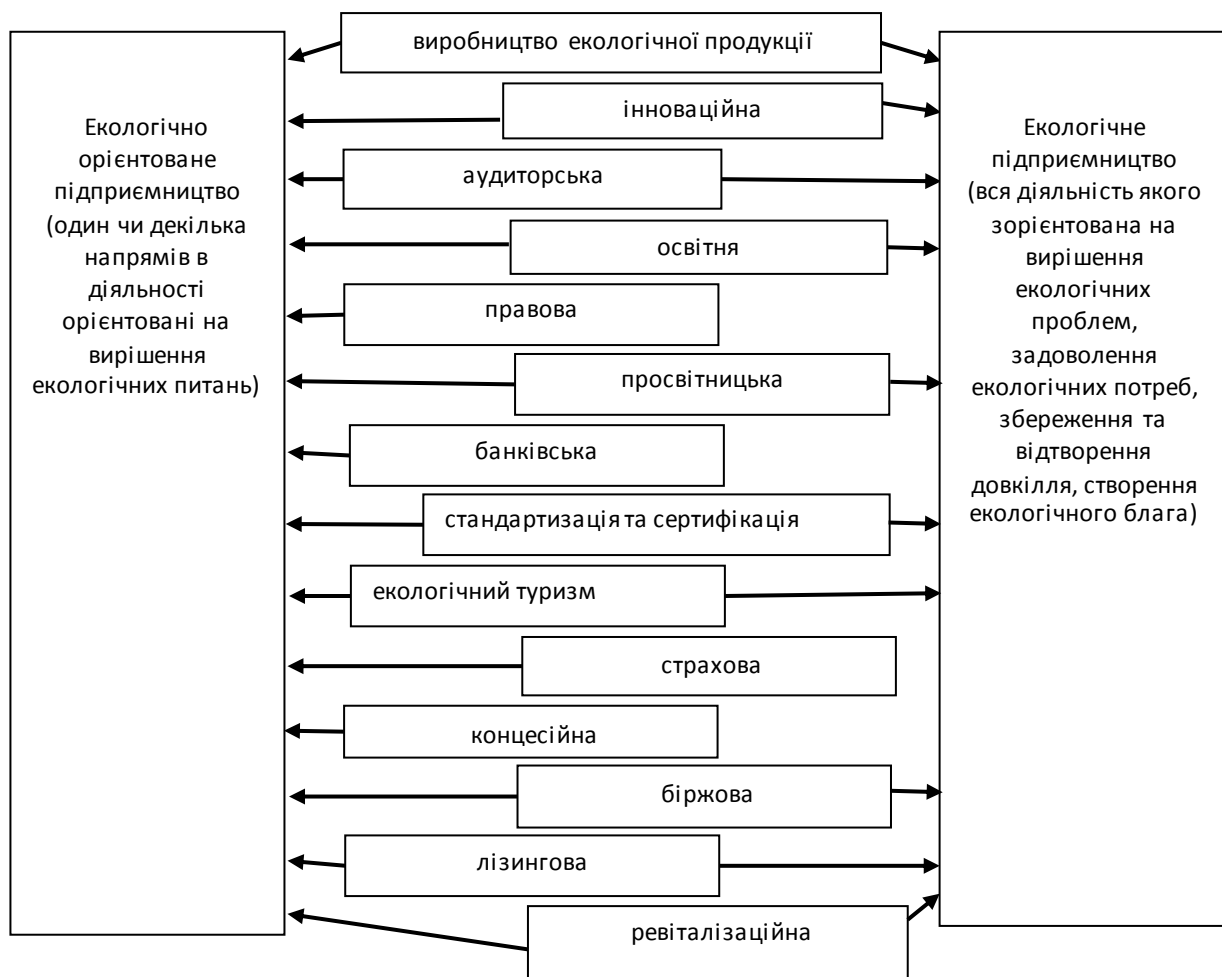 виробництво екологічної продукції
Екологічно
орієнтоване
підприємництво
(один чи декілька
напрямів в
діяльності
орієнтовані на
вирішення
екологічних питань)
інноваційна
аудиторська
освітня
правова
просвітницька
банківська
стандартизація та сертифікація
екологічний туризм
страхова
концесійна
біржова
лізингова
ревіталізаційна
Екологічне
підприємництво
(вся діяльність якого
зорієнтована на
вирішення
екологічних
проблем,
задоволення
екологічних потреб,
збереження та
відтворення
довкілля, створення
екологічного блага)